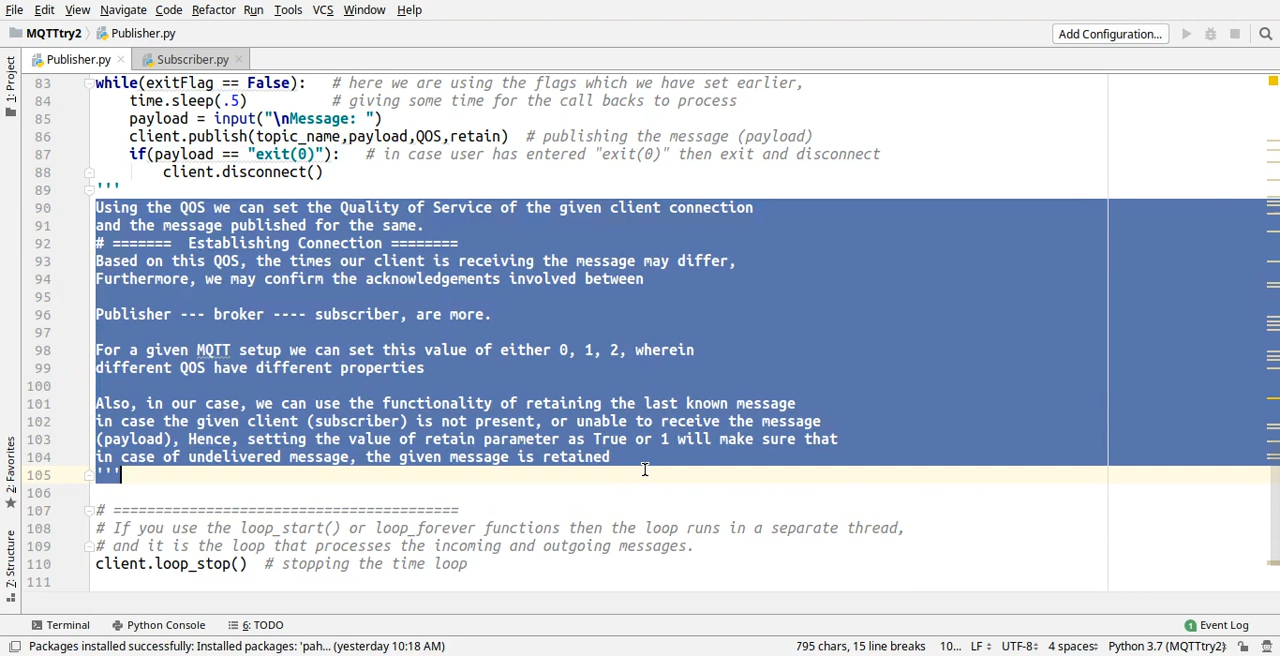 File Edit View Navigate Code Refactor Run Tools VCS Window Help
MQTTtry2 Publisher.py Add Configuration...
Publisher.py Subscriber.py
1: Project
2: Favorites
7: Structure
83 while(exitFlag == False):   # here we are using the flags which we have set earlier,
84     time.sleep(.5)          # giving some time for the call backs to process
85     payload = input("\nMessage: ")
86     client.publish(topic_name,payload,QOS,retain)  # publishing the message (payload)
87     if(payload == "exit(0)"):   # in case user has entered "exit(0)" then exit and disconnect
88         client.disconnect()
89 '''
90 Using the QOS we can set the Quality of Service of the given client connection
91 and the message published for the same.
92 # =======  Establishing Connection ========
93 Based on this QOS, the times our client is receiving the message may differ,
94 Furthermore, we may confirm the acknowledgements involved between
95
96 Publisher --- broker ---- subscriber, are more.
97
98 For a given MQTT setup we can set this value of either 0, 1, 2, wherein
99 different QOS have different properties
100
101 Also, in our case, we can use the functionality of retaining the last known message
102 in case the given client (subscriber) is not present, or unable to receive the message
103 (payload), Hence, setting the value of retain parameter as True or 1 will make sure that
104 in case of undelivered message, the given message is retained
105 '''
106
107 # =========================================
108 # If you use the loop_start() or loop_forever functions then the loop runs in a separate thread,
109 # and it is the loop that processes the incoming and outgoing messages.
110 client.loop_stop()  # stopping the time loop
111
Terminal Python Console 6: TODO 1 Event Log
Packages installed successfully: Installed packages: 'pah... (yesterday 10:18 AM) 795 chars, 15 line breaks 10... LF UTF-8 4 spaces Python 3.7 (MQTTtry2)